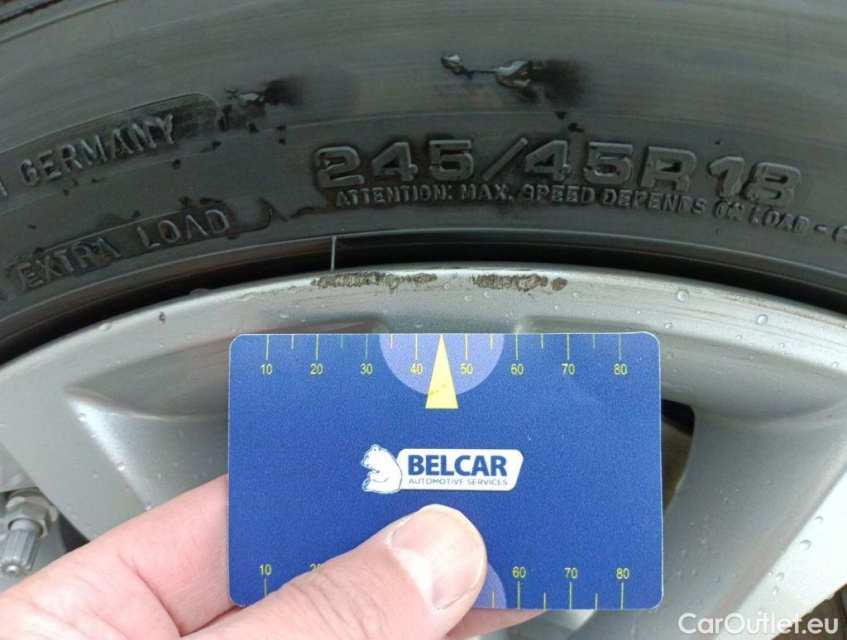 GERMANY
245/45R18
ATTENTION: MAX. SPEED DEPENDS ON LOAD -
EXTRA LOAD
10 20 30 40 50 60 70 80
BELCAR
AUTOMOTIVE SERVICES
10 60 70 80
CarOutlet.eu